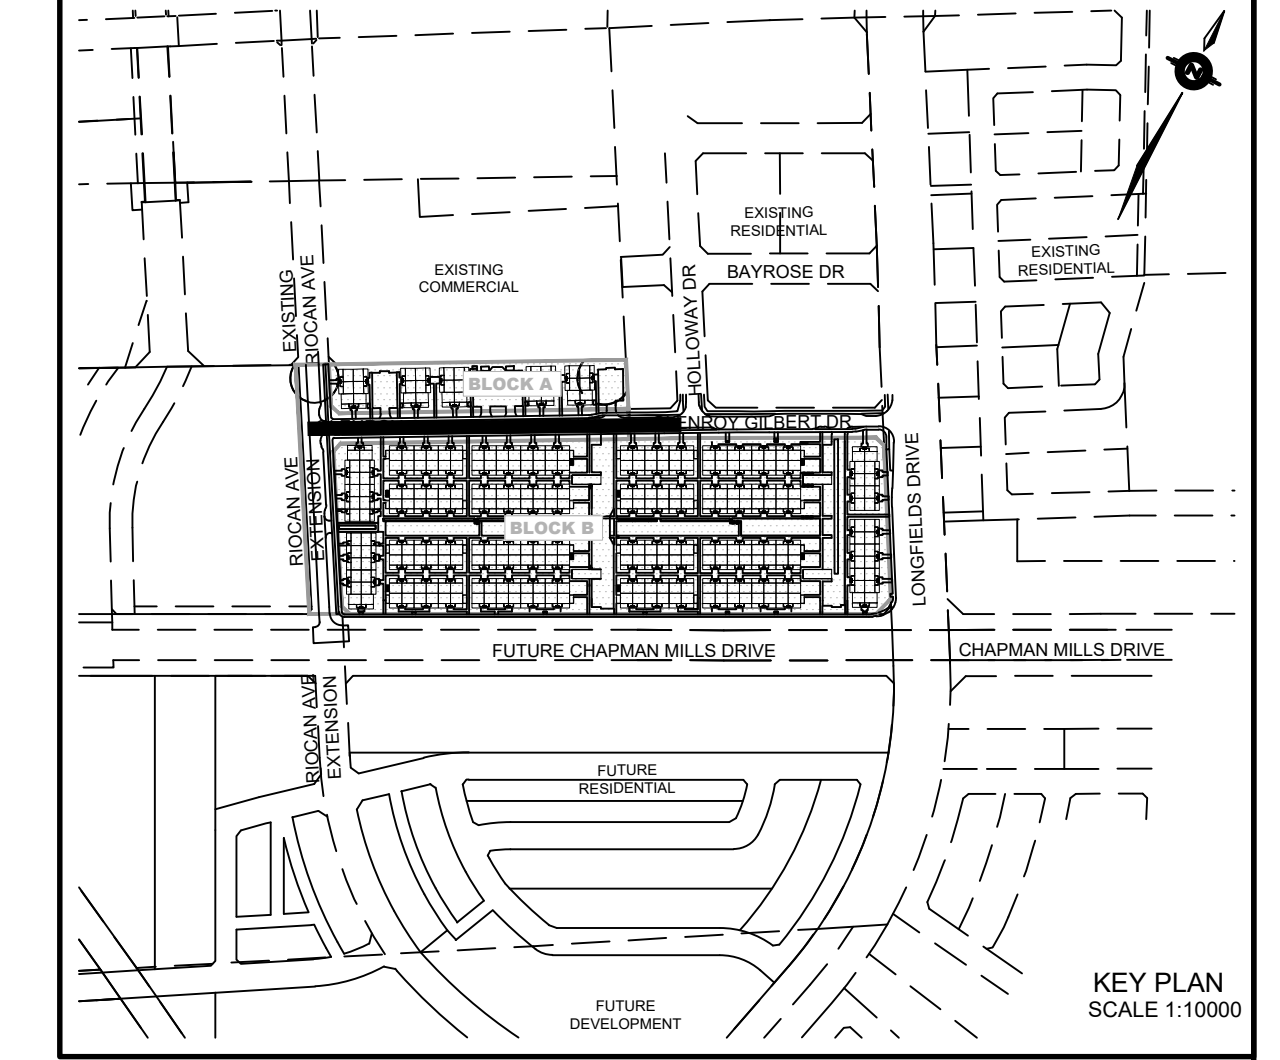 N
EXISTING
RESIDENTIAL
EXISTING
RESIDENTIAL
EXISTING
COMMERCIAL
BAYROSE DR
HOLLOWAY DR
EXISTING
RIOCAN AVE
BLOCK A
ENROY GILBERT DR
RIOCAN AVE
EXTENSION
BLOCK B
LONGFIELDS DRIVE
FUTURE CHAPMAN MILLS DRIVE
CHAPMAN MILLS DRIVE
RIOCAN AVE
EXTENSION
FUTURE
RESIDENTIAL
FUTURE
DEVELOPMENT
KEY PLAN
SCALE 1:10000